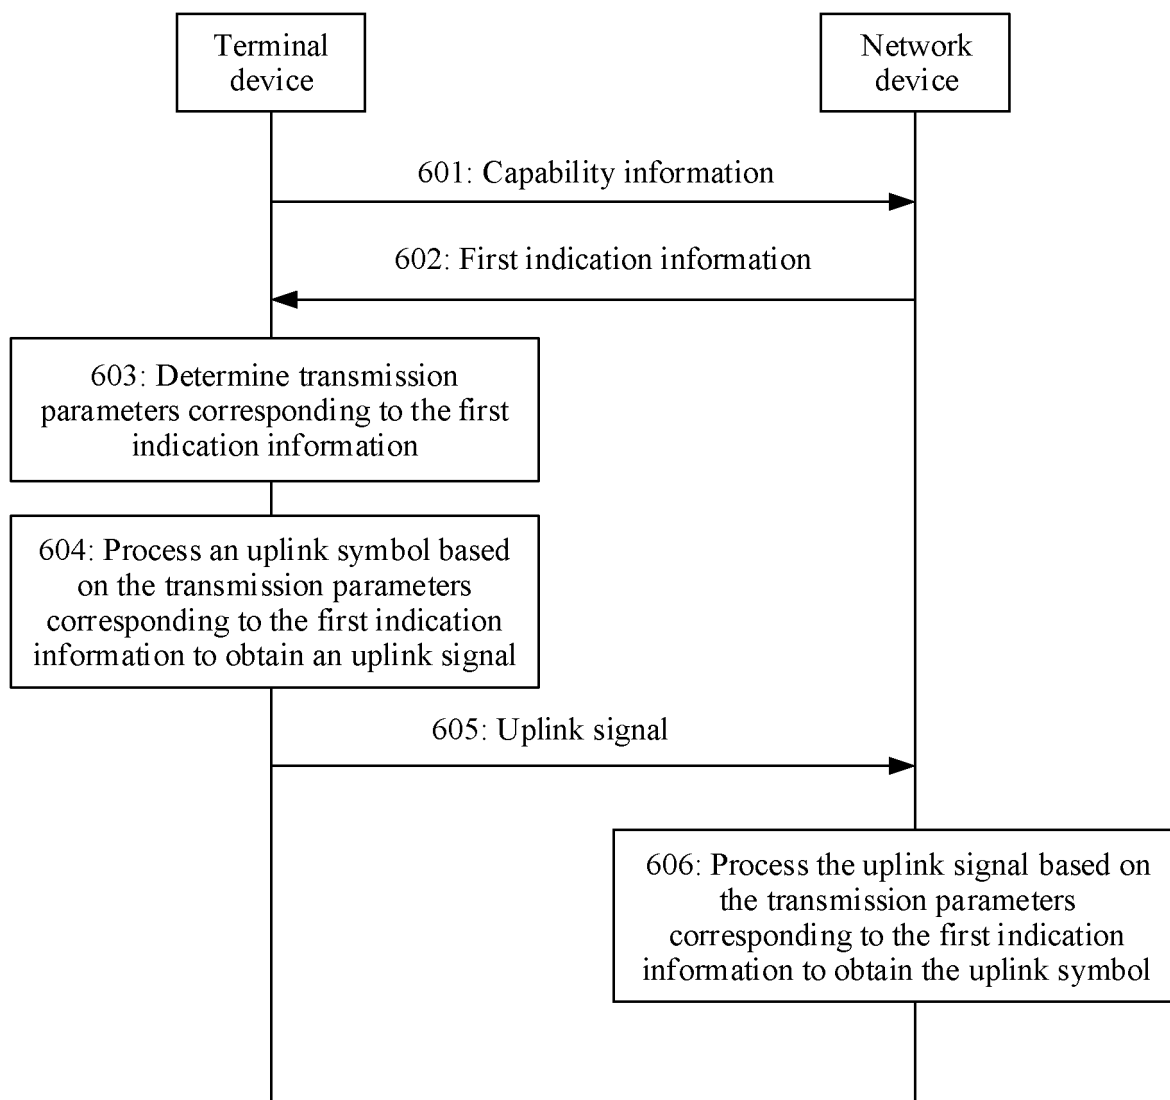 Terminal
device
Network
device
601: Capability information
602: First indication information
603: Determine transmission
parameters corresponding to the first
indication information
604: Process an uplink symbol based
on the transmission parameters
corresponding to the first indication
information to obtain an uplink signal
605: Uplink signal
606: Process the uplink signal based on
the transmission parameters
corresponding to the first indication
information to obtain the uplink symbol